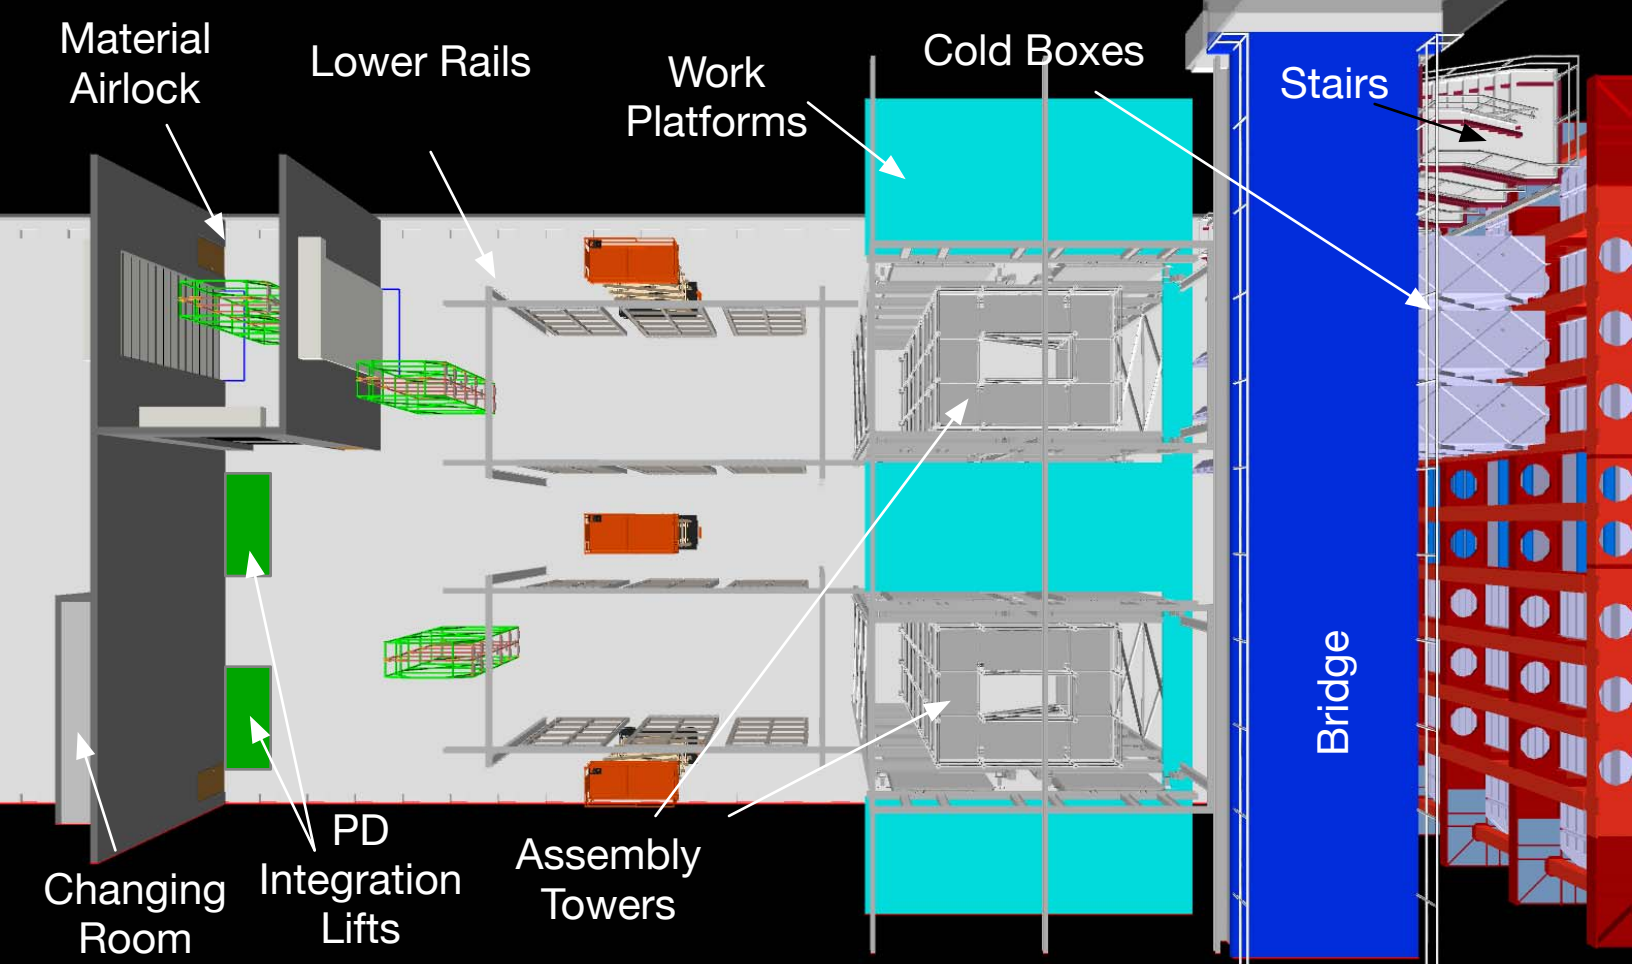 Material
Airlock
Lower Rails
Work
Platforms
Cold Boxes
Stairs
Bridge
Changing
Room
PD
Integration
Lifts
Assembly
Towers